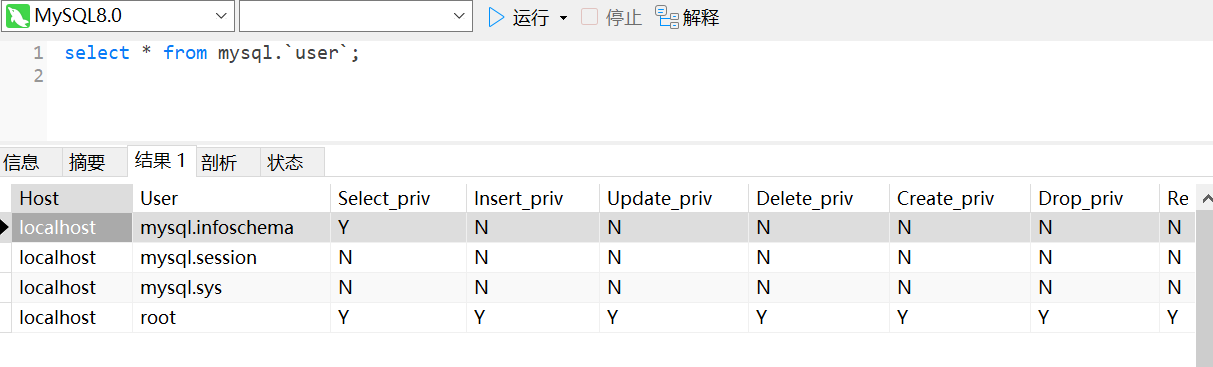 MySQL8.0 运行 停止 解释
1 select * from mysql.`user`;
2
信息 摘要 结果 1 剖析 状态
Host User Select_priv Insert_priv Update_priv Delete_priv Create_priv Drop_priv Re
localhost mysql.infoschema Y N N N N N N
localhost mysql.session N N N N N N N
localhost mysql.sys N N N N N N N
localhost root Y Y Y Y Y Y Y